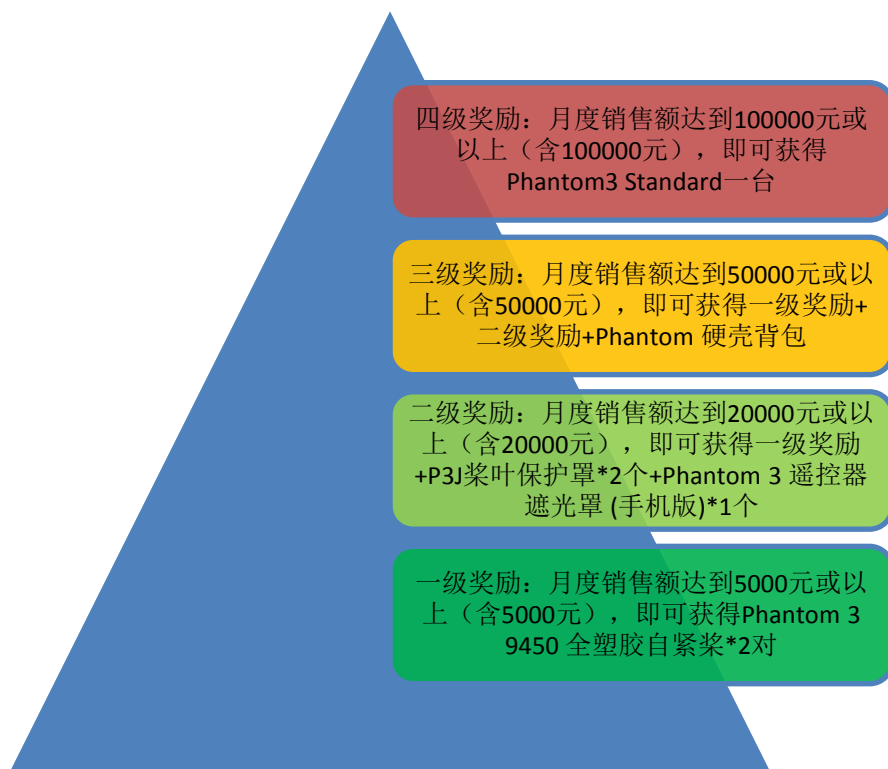 四级奖励：月度销售额达到100000元或
以上（含100000元），即可获得
Phantom3 Standard一台
三级奖励：月度销售额达到50000元或以
上（含50000元），即可获得一级奖励+
二级奖励+Phantom 硬壳背包
二级奖励：月度销售额达到20000元或以
上（含20000元），即可获得一级奖励
+P3J桨叶保护罩*2个+Phantom 3 遥控器
遮光罩 (手机版)*1个
一级奖励：月度销售额达到5000元或以
上（含5000元），即可获得Phantom 3
9450 全塑胶自紧桨*2对